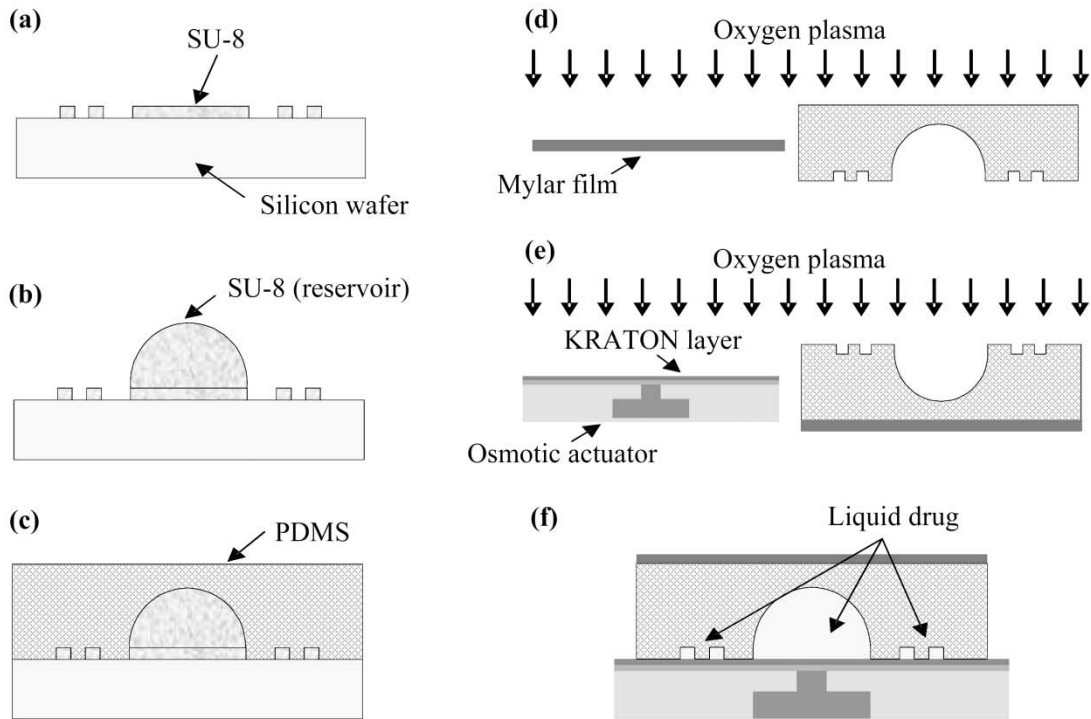 (a)
SU-8
Silicon wafer
(b)
SU-8 (reservoir)
(c)
PDMS
(d)
Oxygen plasma
Mylar film
(e)
Oxygen plasma
KRATON layer
Osmotic actuator
(f)
Liquid drug